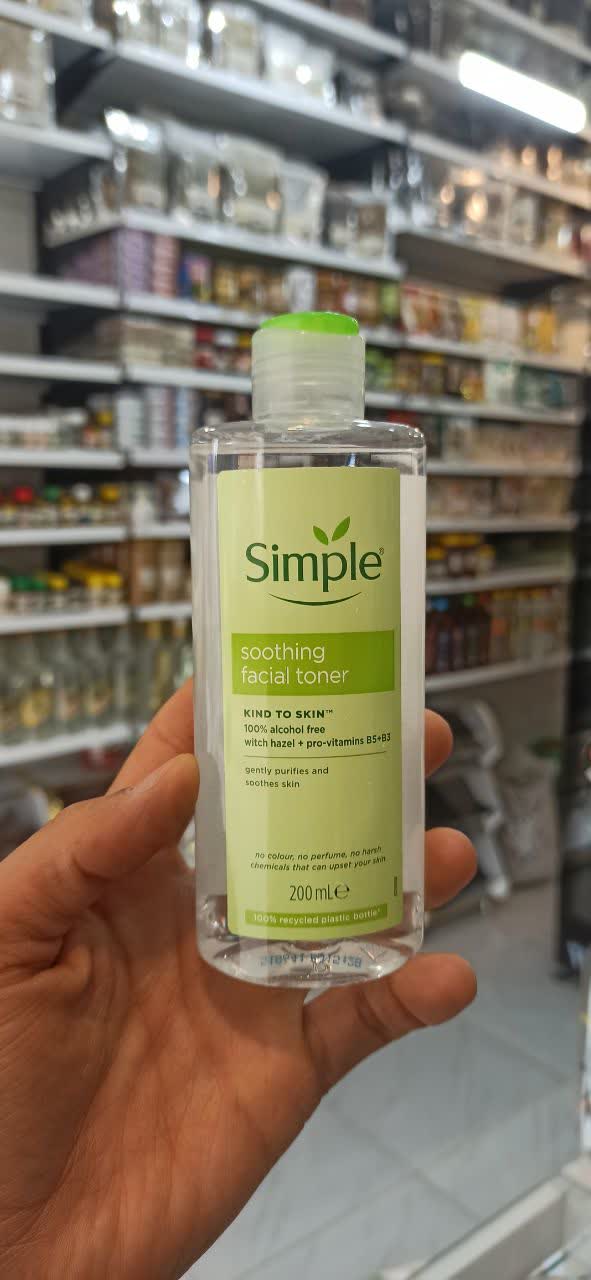 Simple®
soothing
facial toner
KIND TO SKIN™
100% alcohol free
witch hazel + pro-vitamins B5+B3
gently purifies and
soothes skin
no colour, no perfume, no harsh
chemicals that can upset your skin
200 mL℮
100% recycled plastic bottle*